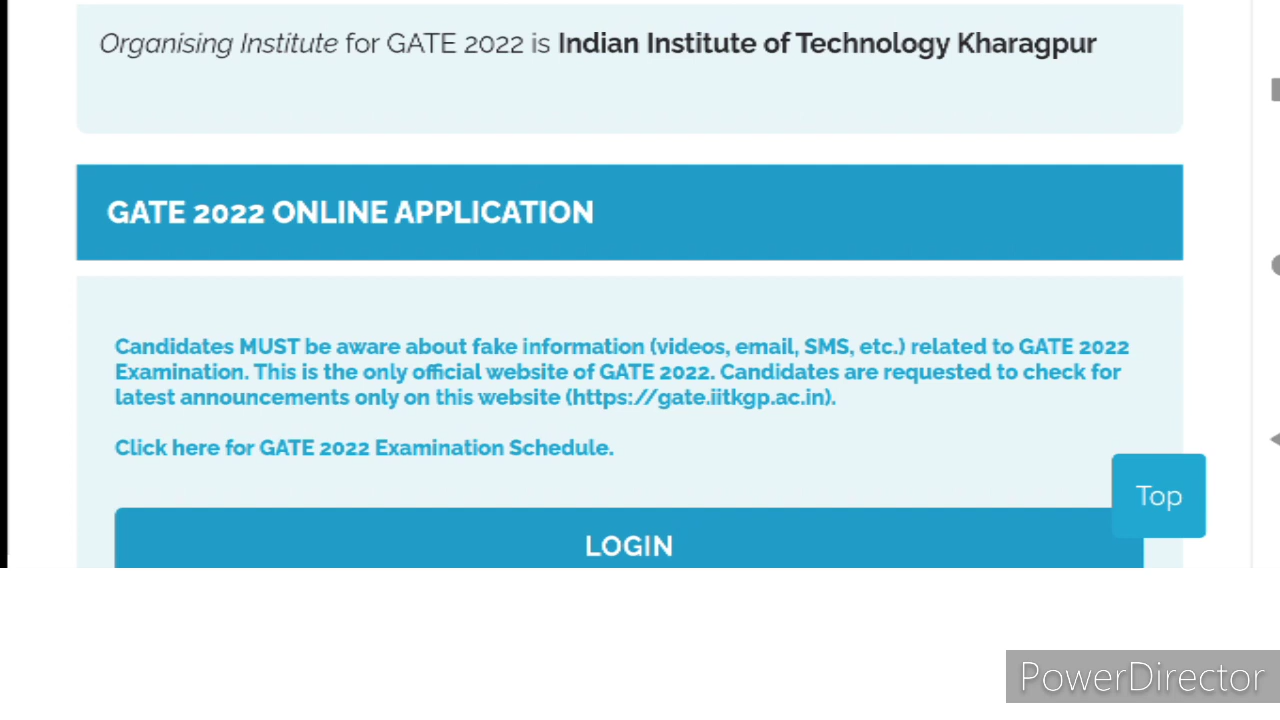 Organising Institute for GATE 2022 is Indian Institute of Technology Kharagpur
GATE 2022 ONLINE APPLICATION
Candidates MUST be aware about fake information (videos, email, SMS, etc.) related to GATE 2022
Examination. This is the only official website of GATE 2022. Candidates are requested to check for
latest announcements only on this website (https://gate.iitkgp.ac.in).
Click here for GATE 2022 Examination Schedule.
Top
LOGIN
PowerDirector